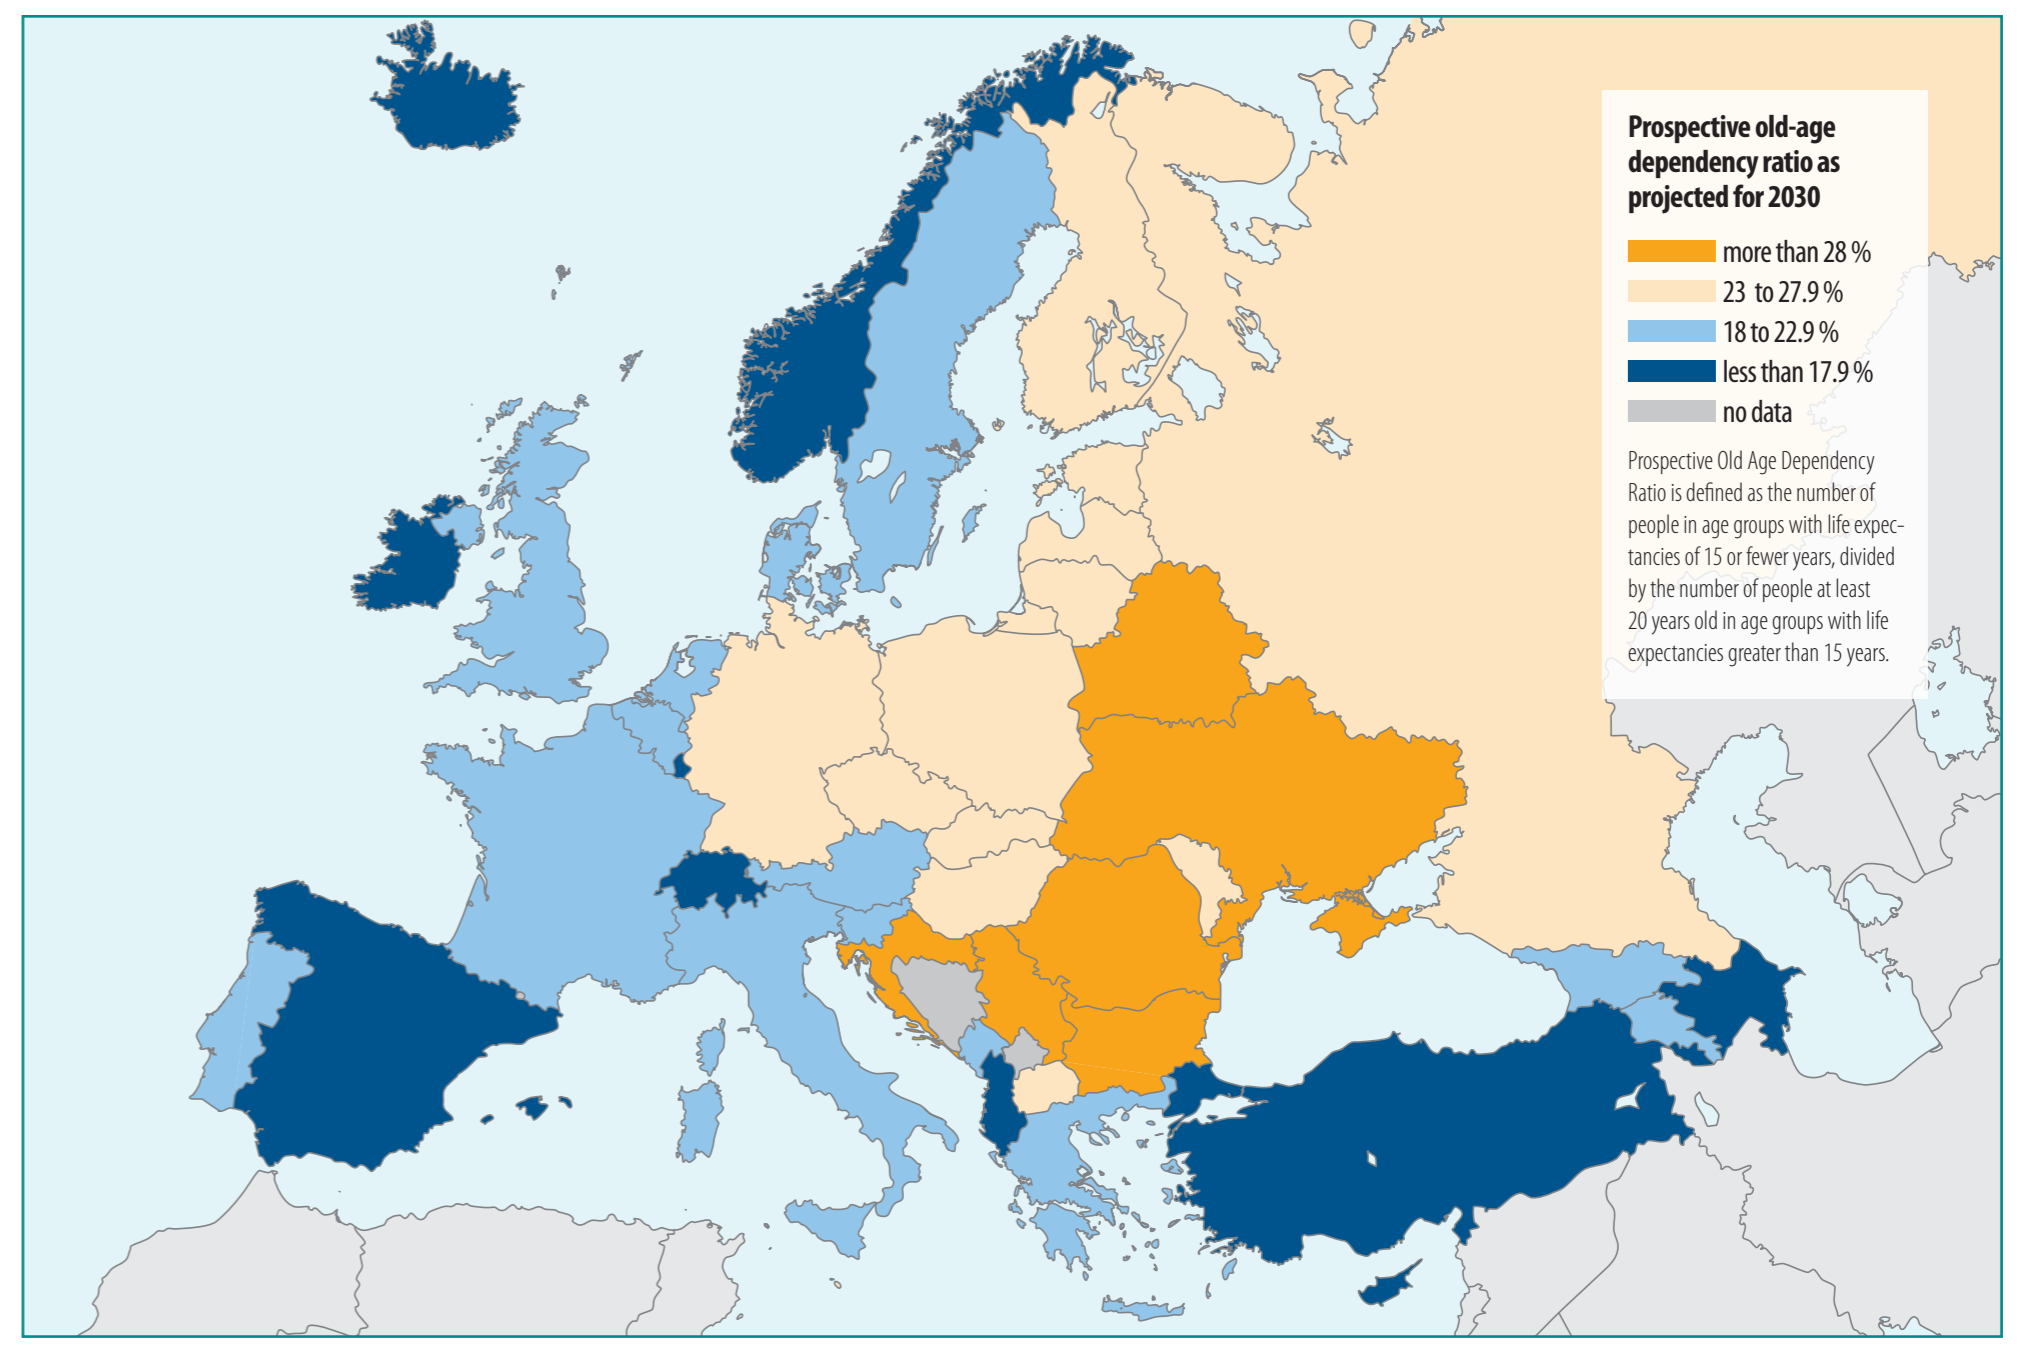 Prospective old-age
dependency ratio as
projected for 2030
more than 28 %
23 to 27.9 %
18 to 22.9 %
less than 17.9 %
no data
Prospective Old Age Dependency
Ratio is defined as the number of
people in age groups with life expec-
tancies of 15 or fewer years, divided
by the number of people at least
20 years old in age groups with life
expectancies greater than 15 years.